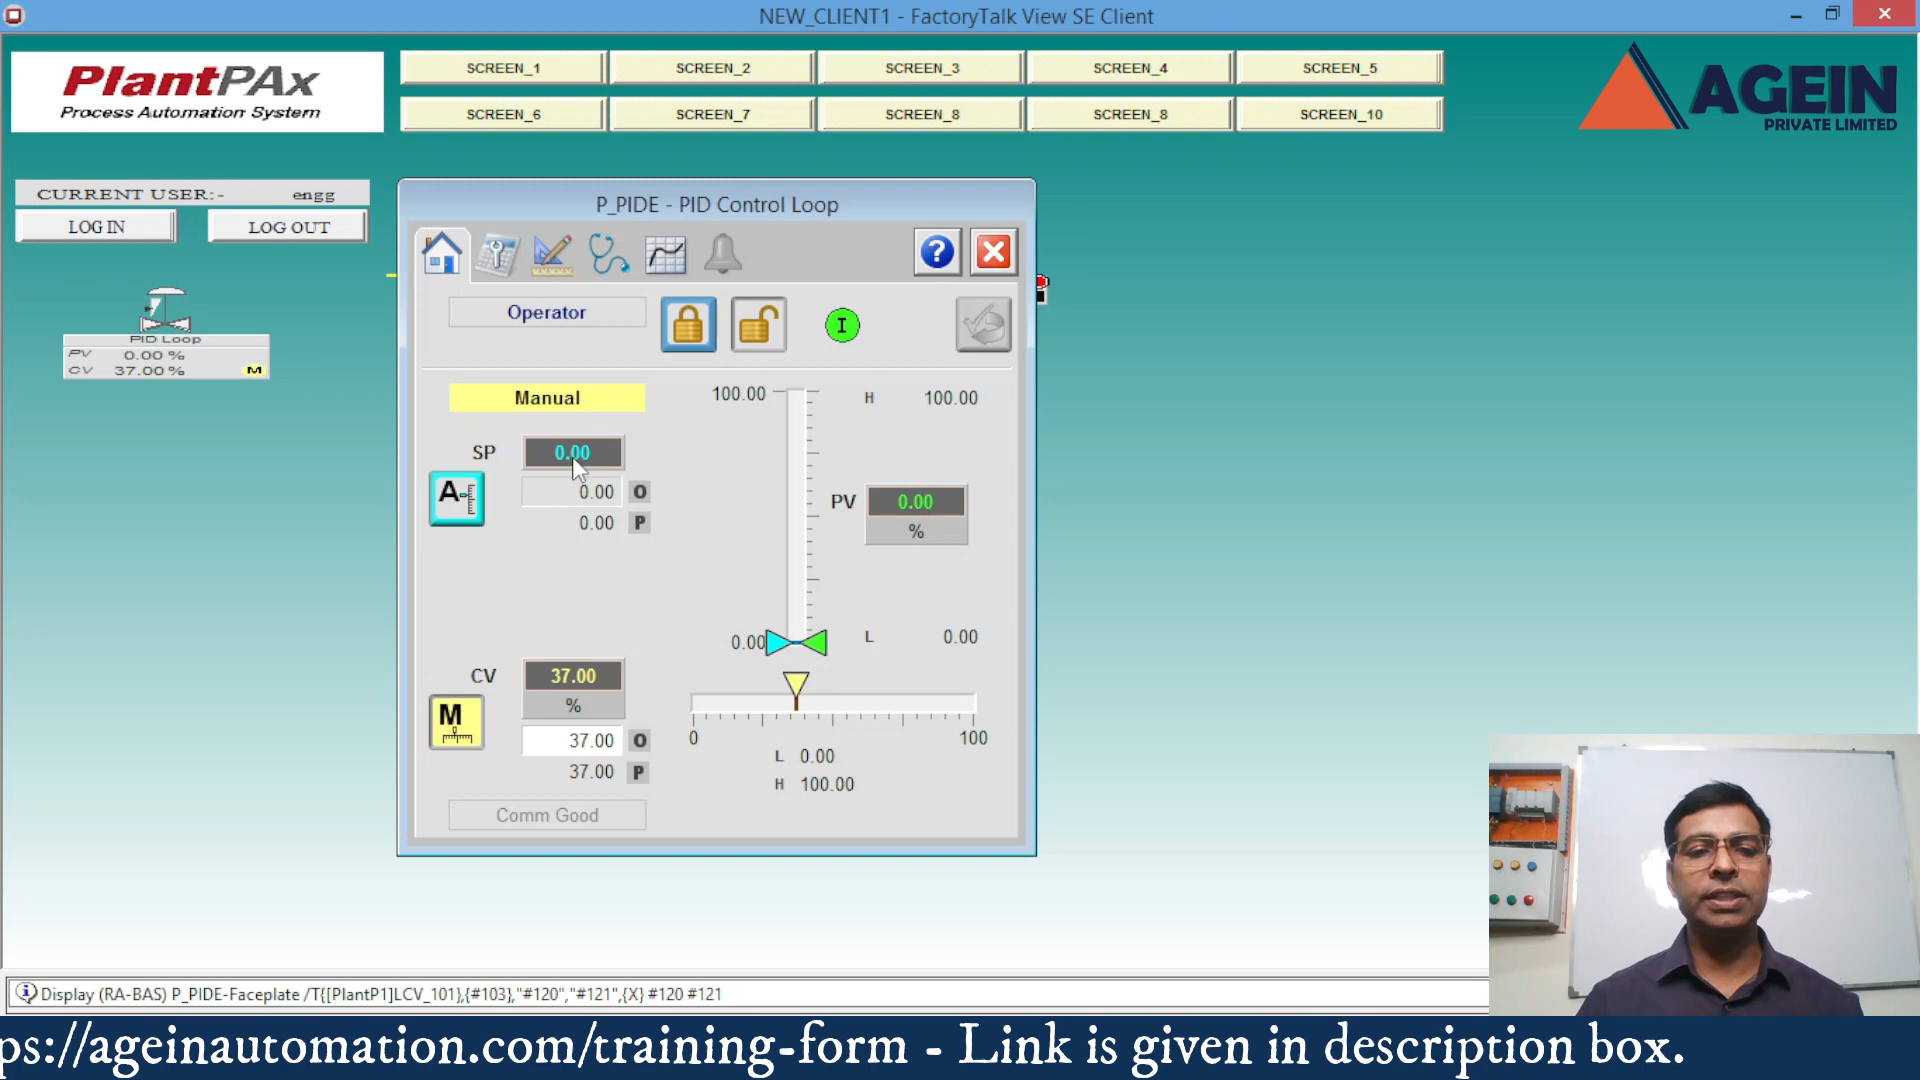 NEW_CLIENT1 - FactoryTalk View SE Client
PlantPAx
Process Automation System
SCREEN_1
SCREEN_2
SCREEN_3
SCREEN_4
SCREEN_5
SCREEN_6
SCREEN_7
SCREEN_8
SCREEN_8
SCREEN_10
AGEIN
PRIVATE LIMITED
CURRENT USER:- engg
LOG IN
LOG OUT
PID Loop
PV 0.00 %
CV 37.00 % M
P_PIDE - PID Control Loop
?
Operator
I
Manual
SP 0.00
A
0.00 O
0.00 P
100.00
H 100.00
PV 0.00
%
0.00
L 0.00
CV 37.00
%
M
37.00 O
37.00 P
0 100
L 0.00
H 100.00
Comm Good
Display (RA-BAS) P_PIDE-Faceplate /T{[PlantP1]LCV_101},{#103},"#120","#121",{X} #120 #121
ps://ageinautomation.com/training-form - Link is given in description box.